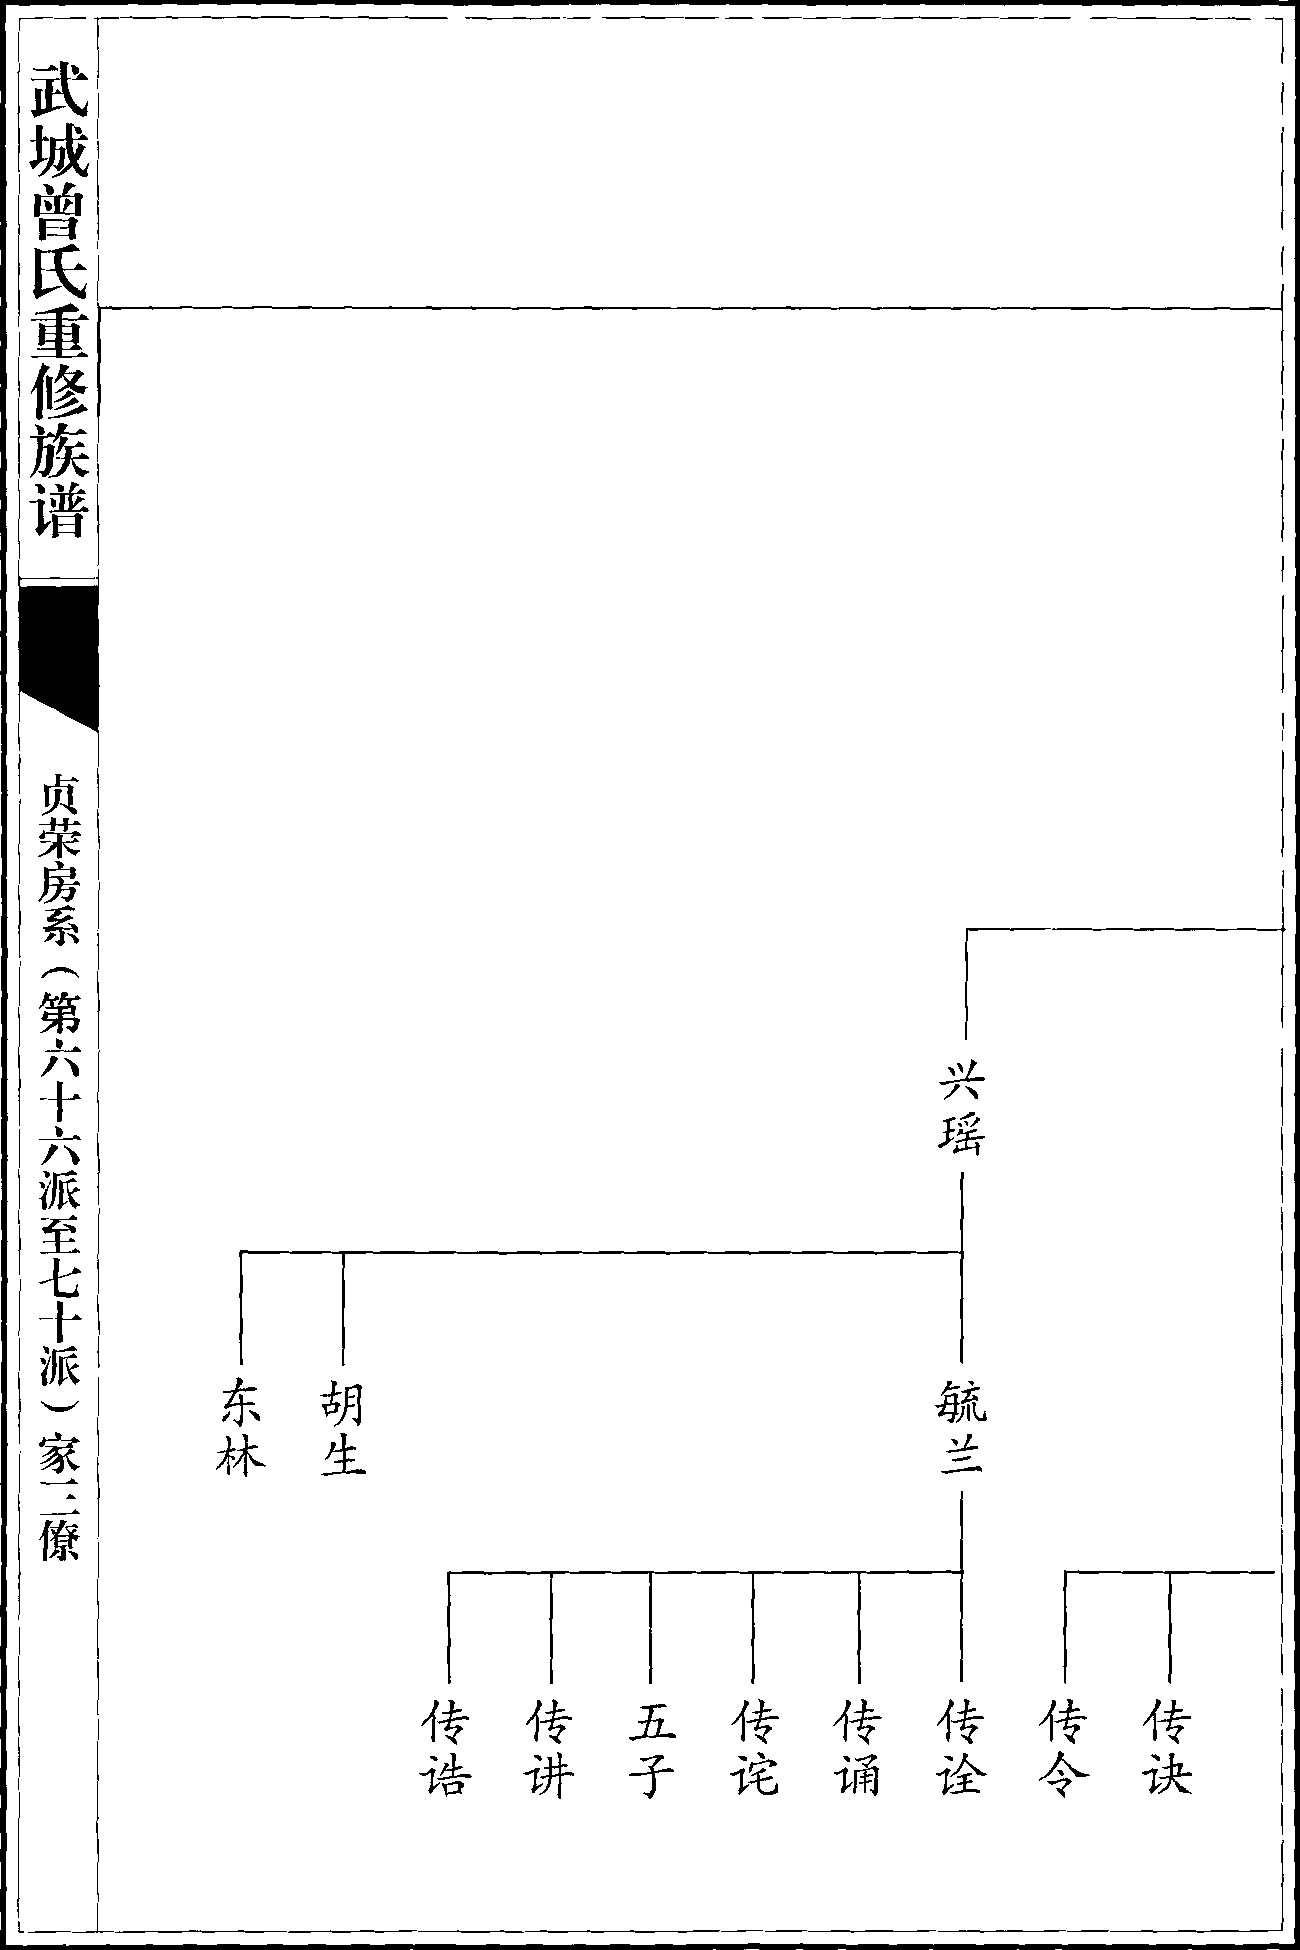 武城曾氏重修族谱
贞荣房系（第六十六派至七十派）家三僚
兴瑶
毓兰
胡生
东林
传诀
传令
传诠
传诵
传诧
五子
传讲
传诰